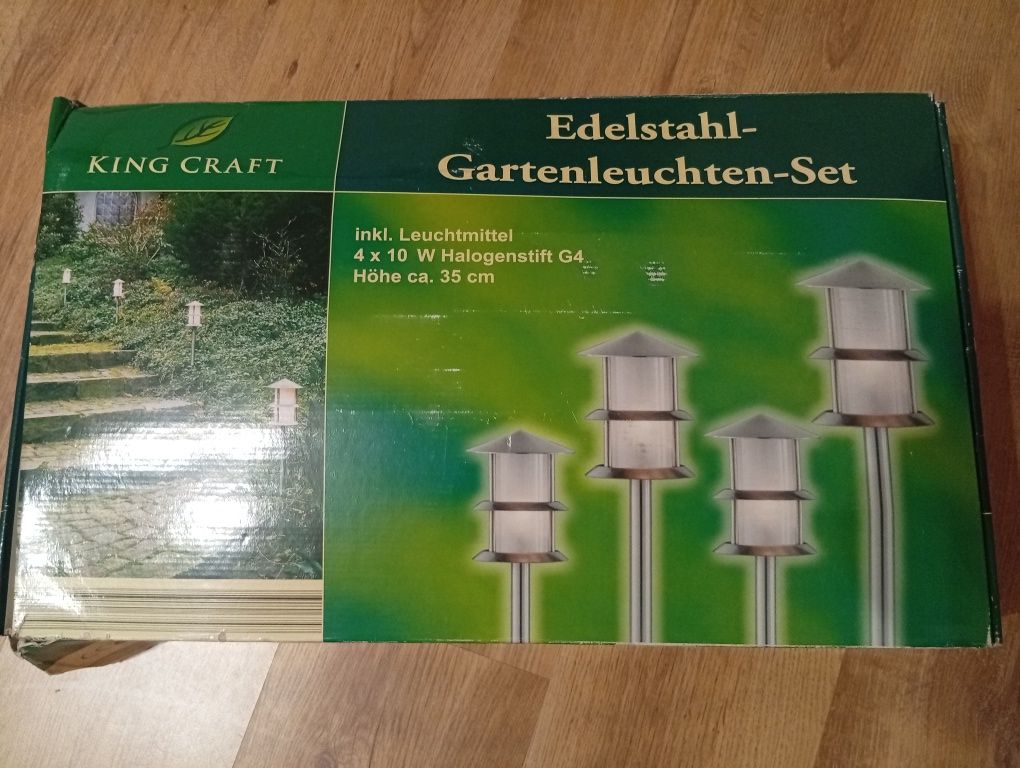 KING CRAFT
Edelstahl-
Gartenleuchten-Set
inkl. Leuchtmittel
4 x 10 W Halogenstift G4
Höhe ca. 35 cm